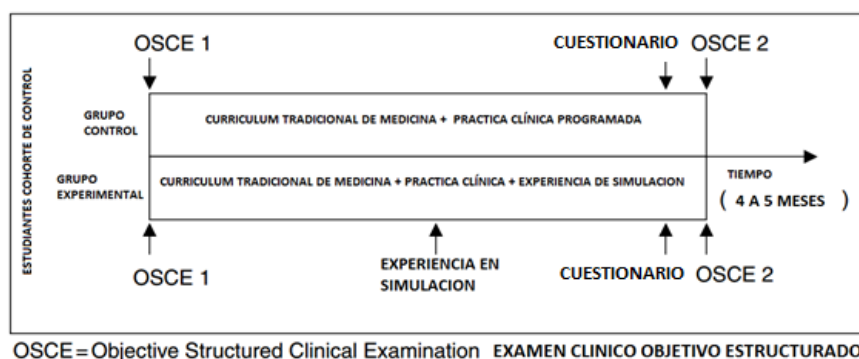 OSCE 1
CUESTIONARIO
OSCE 2
ESTUDIANTES COHORTE DE CONTROL
GRUPO
CONTROL
CURRICULUM TRADICIONAL DE MEDICINA + PRACTICA CLÍNICA PROGRAMADA
GRUPO
EXPERIMENTAL
CURRICULUM TRADICIONAL DE MEDICINA + PRACTICA CLÍNICA + EXPERIENCIA DE SIMULACION
TIEMPO
( 4 A 5 MESES )
OSCE 1
EXPERIENCIA EN
SIMULACION
CUESTIONARIO
OSCE 2
OSCE = Objective Structured Clinical Examination EXAMEN CLINICO OBJETIVO ESTRUCTURADO